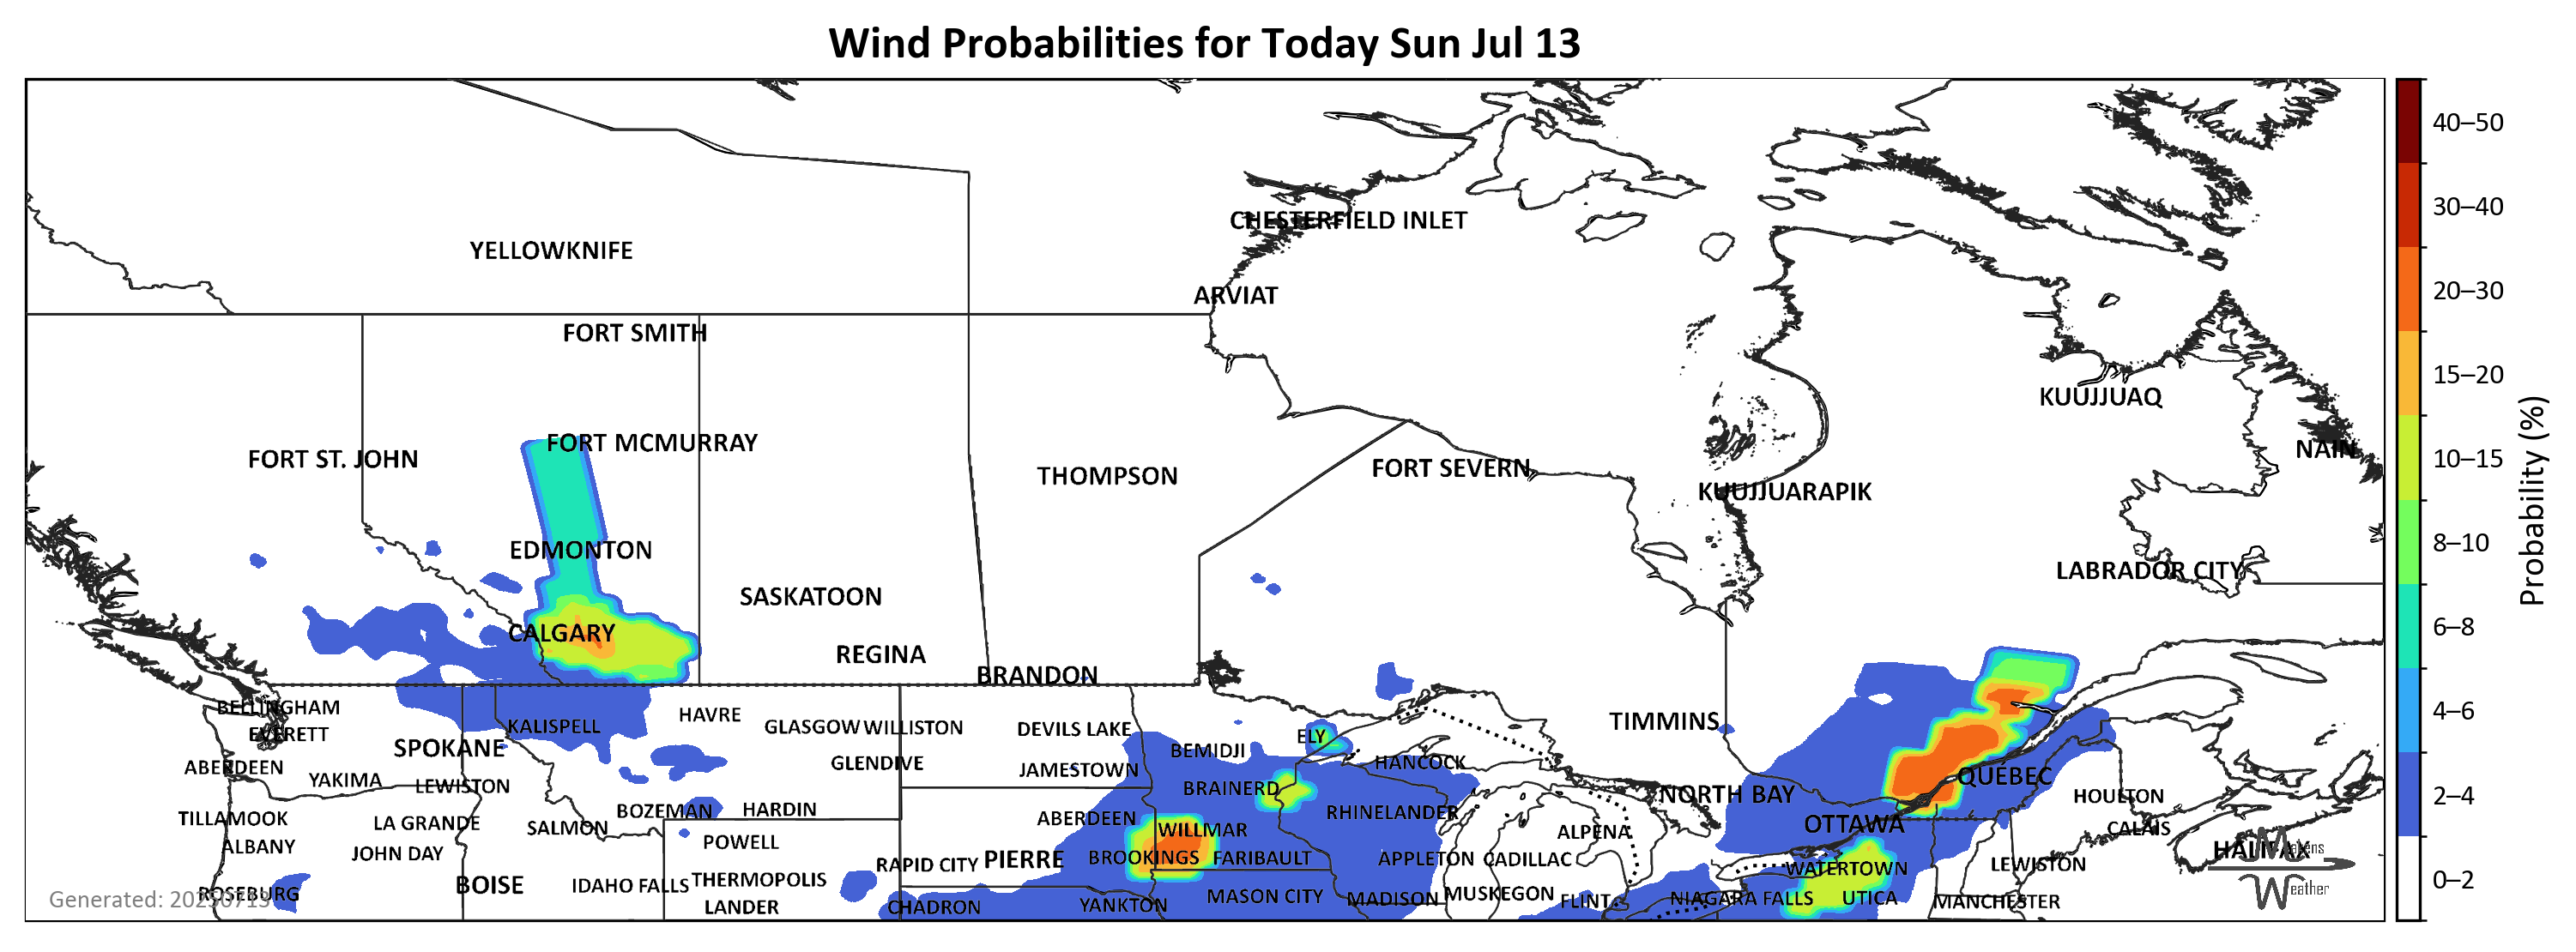 Wind Probabilities for Today Sun Jul 13
40–50
30–40
CHESTERFIELD INLET
YELLOWKNIFE
20–30
ARVIAT
FORT SMITH
15–20
KUUJJUAQ
FORT MCMURRAY
NAIN
10–15
FORT ST. JOHN
FORT SEVERN
THOMPSON
KUUJJUARAPIK
Probability (%)
8–10
EDMONTON
LABRADOR CITY
SASKATOON
6–8
CALGARY
REGINA
BRANDON
BELLINGHAM
4–6
HAVRE
TIMMINS
KALISPELL
GLASGOW WILLISTON
DEVILS LAKE
EVERETT
ELY
SPOKANE
BEMIDJI
GLENDIVE
HANCOCK
ABERDEEN
JAMESTOWN
QUEBEC
YAKIMA
LEWISTON
BRAINERD
NORTH BAY
2–4
HOULTON
BOZEMAN
HARDIN
RHINELANDER
TILLAMOOK
ABERDEEN
LA GRANDE
OTTAWA
SALMON
WILLMAR
ALPENA
CALAIS
POWELL
ALBANY
HALIFAX
JOHN DAY
BROOKINGS
FARIBAULT
APPLETON
CADILLAC
PIERRE
RAPID CITY
LEWISTON
WATERTOWN
BOISE
IDAHO FALLS
THERMOPOLIS
0–2
eather
ROSEBURG
Generated: 20250713
MASON CITY
MADISON
MUSKEGON
FLINT
NIAGARA FALLS
UTICA
MANCHESTER
LANDER
CHADRON
YANKTON